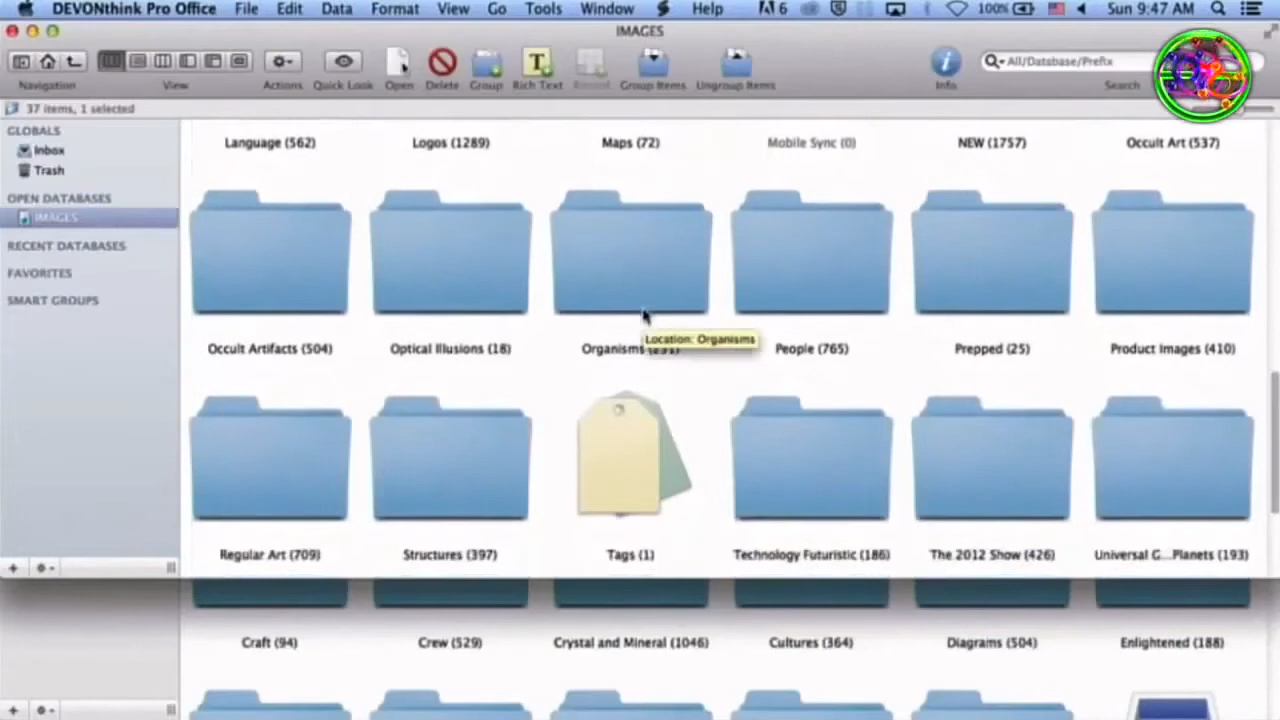 DEVONthink Pro Office File Edit Data Format View Go Tools Window Help 6 100% Sun 9:47 AM
IMAGES
All/Database/Prefix
Navigation View Actions Quick Look Open Delete Group Rich Text Group Items Ungroup Items Info Search
37 items, 1 selected
GLOBALS
Inbox
Trash
OPEN DATABASES
IMAGES
RECENT DATABASES
FAVORITES
SMART GROUPS
Language (562) Logos (1289) Maps (72) Mobile Sync (0) NEW (1757) Occult Art (537)
Location: Organisms
Occult Artifacts (504) Optical Illusions (18) Organisms (231) People (765) Prepped (25) Product Images (410)
Regular Art (709) Structures (397) Tags (1) Technology Futuristic (186) The 2012 Show (426) Universal G...Planets (193)
Craft (94) Crew (529) Crystal and Mineral (1046) Cultures (364) Diagrams (504) Enlightened (188)